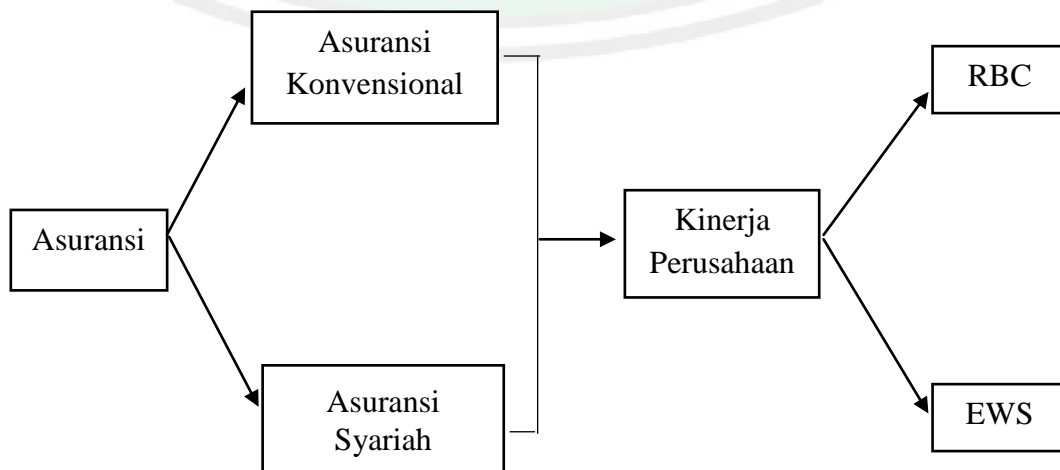 Asuransi
Asuransi
Konvensional
Asuransi
Syariah
Kinerja
Perusahaan
RBC
EWS